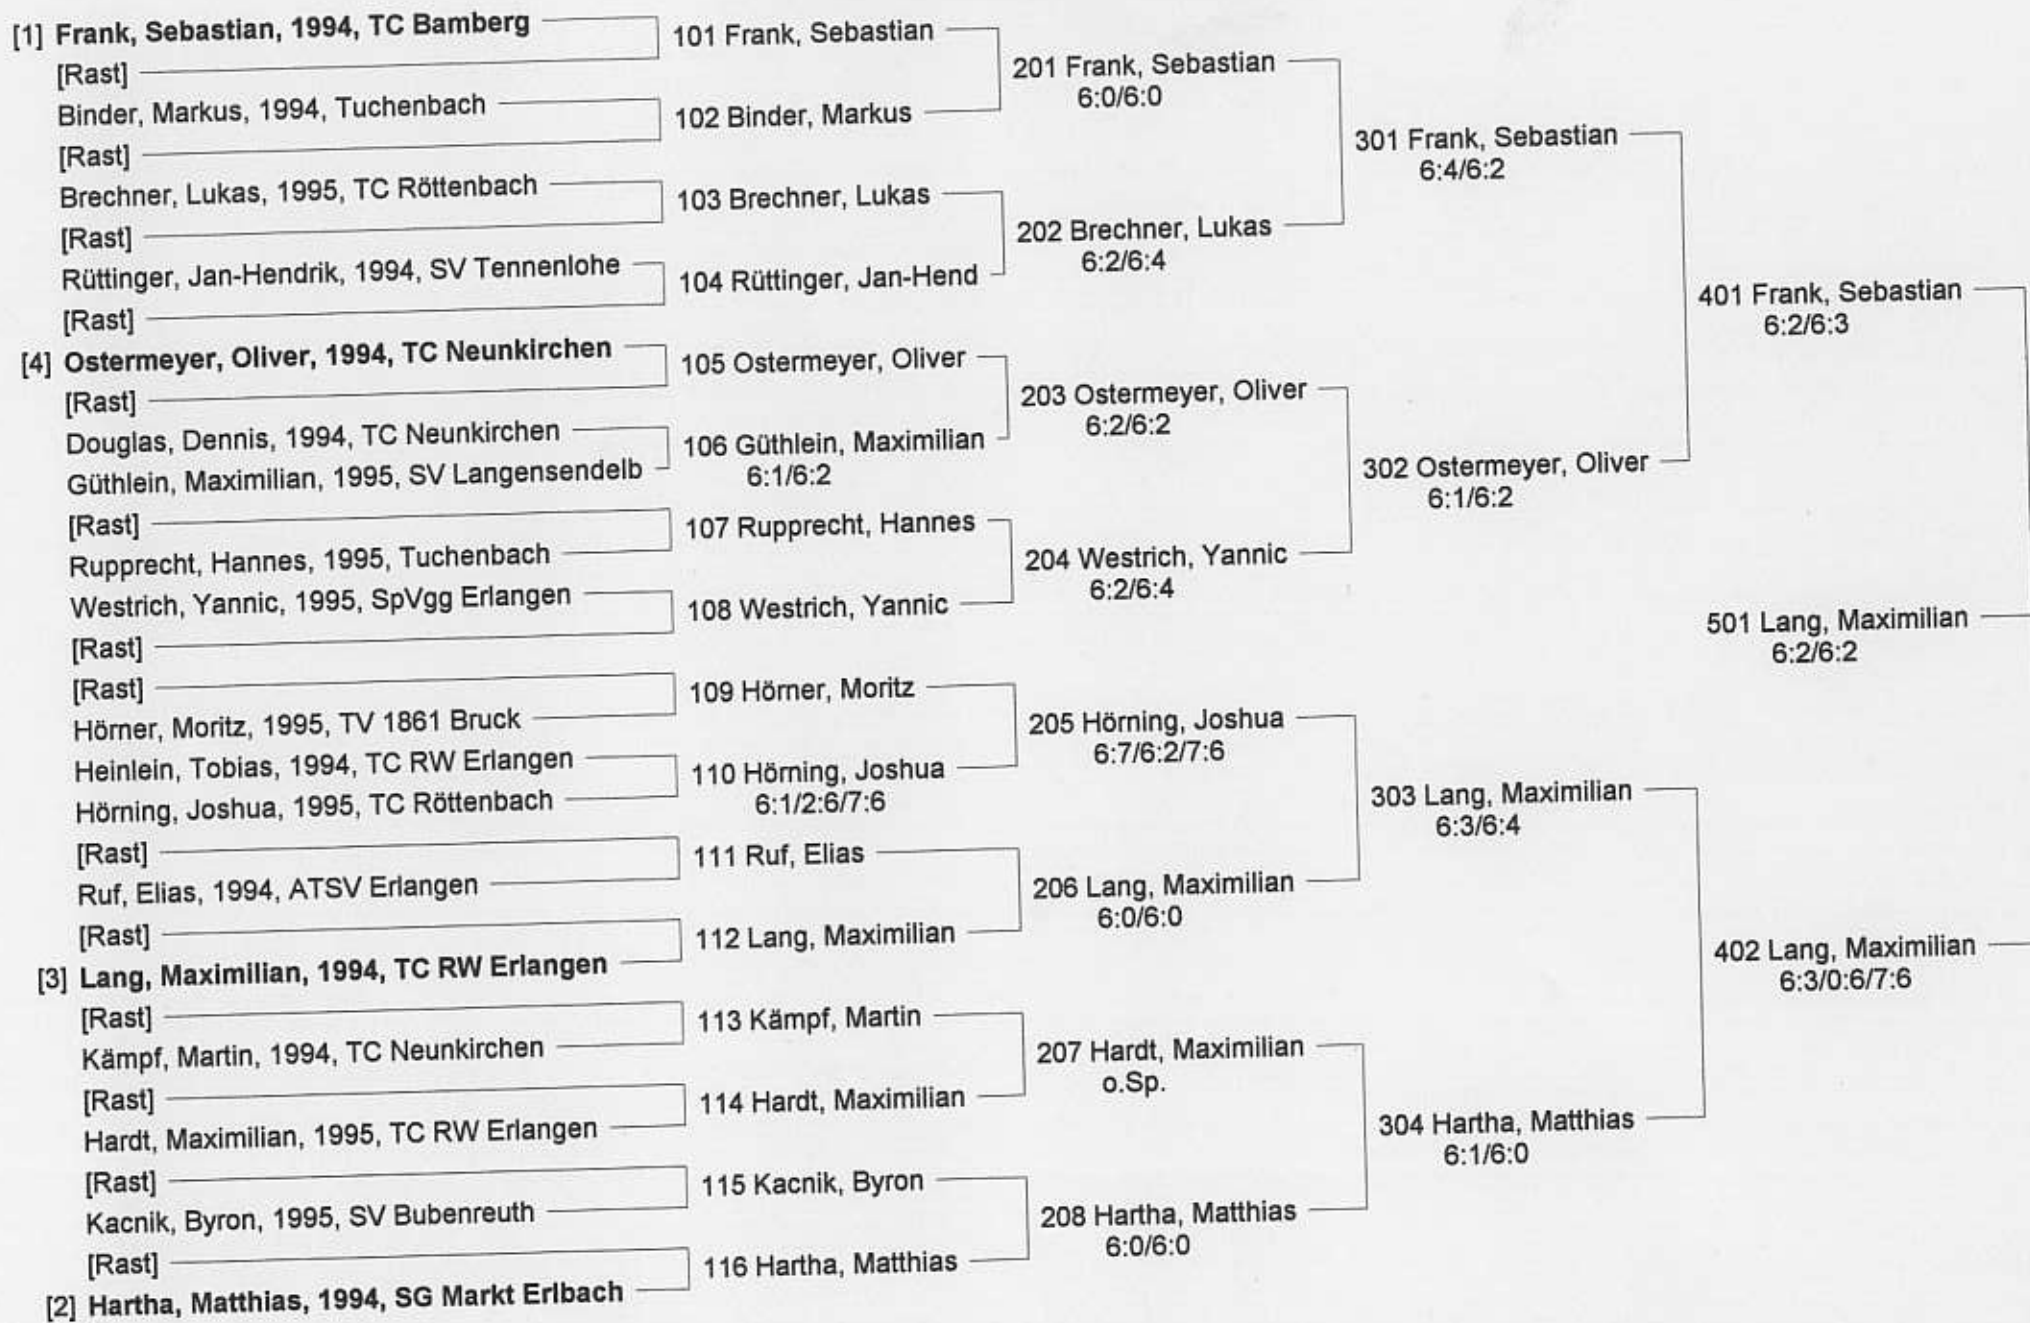 [1] Frank, Sebastian, 1994, TC Bamberg
[Rast]
Binder, Markus, 1994, Tuchenbach
[Rast]
Brechner, Lukas, 1995, TC Röttenbach
[Rast]
Rüttinger, Jan-Hendrik, 1994, SV Tennenlohe
[Rast]
[4] Ostermeyer, Oliver, 1994, TC Neunkirchen
[Rast]
Douglas, Dennis, 1994, TC Neunkirchen
Güthlein, Maximilian, 1995, SV Langensendelb
[Rast]
Rupprecht, Hannes, 1995, Tuchenbach
Westrich, Yannic, 1995, SpVgg Erlangen
[Rast]
[Rast]
Hörner, Moritz, 1995, TV 1861 Bruck
Heinlein, Tobias, 1994, TC RW Erlangen
Hörning, Joshua, 1995, TC Röttenbach
[Rast]
Ruf, Elias, 1994, ATSV Erlangen
[Rast]
[3] Lang, Maximilian, 1994, TC RW Erlangen
[Rast]
Kämpf, Martin, 1994, TC Neunkirchen
[Rast]
Hardt, Maximilian, 1995, TC RW Erlangen
[Rast]
Kacnik, Byron, 1995, SV Bubenreuth
[Rast]
[2] Hartha, Matthias, 1994, SG Markt Erlbach
101 Frank, Sebastian
102 Binder, Markus
103 Brechner, Lukas
104 Rüttinger, Jan-Hend
105 Ostermeyer, Oliver
106 Güthlein, Maximilian
6:1/6:2
107 Rupprecht, Hannes
108 Westrich, Yannic
109 Hörner, Moritz
110 Hörning, Joshua
6:1/2:6/7:6
111 Ruf, Elias
112 Lang, Maximilian
113 Kämpf, Martin
114 Hardt, Maximilian
115 Kacnik, Byron
116 Hartha, Matthias
201 Frank, Sebastian
6:0/6:0
202 Brechner, Lukas
6:2/6:4
203 Ostermeyer, Oliver
6:2/6:2
204 Westrich, Yannic
6:2/6:4
205 Hörning, Joshua
6:7/6:2/7:6
206 Lang, Maximilian
6:0/6:0
207 Hardt, Maximilian
o.Sp.
208 Hartha, Matthias
6:0/6:0
301 Frank, Sebastian
6:4/6:2
302 Ostermeyer, Oliver
6:1/6:2
303 Lang, Maximilian
6:3/6:4
304 Hartha, Matthias
6:1/6:0
401 Frank, Sebastian
6:2/6:3
501 Lang, Maximilian
6:2/6:2
402 Lang, Maximilian
6:3/0:6/7:6